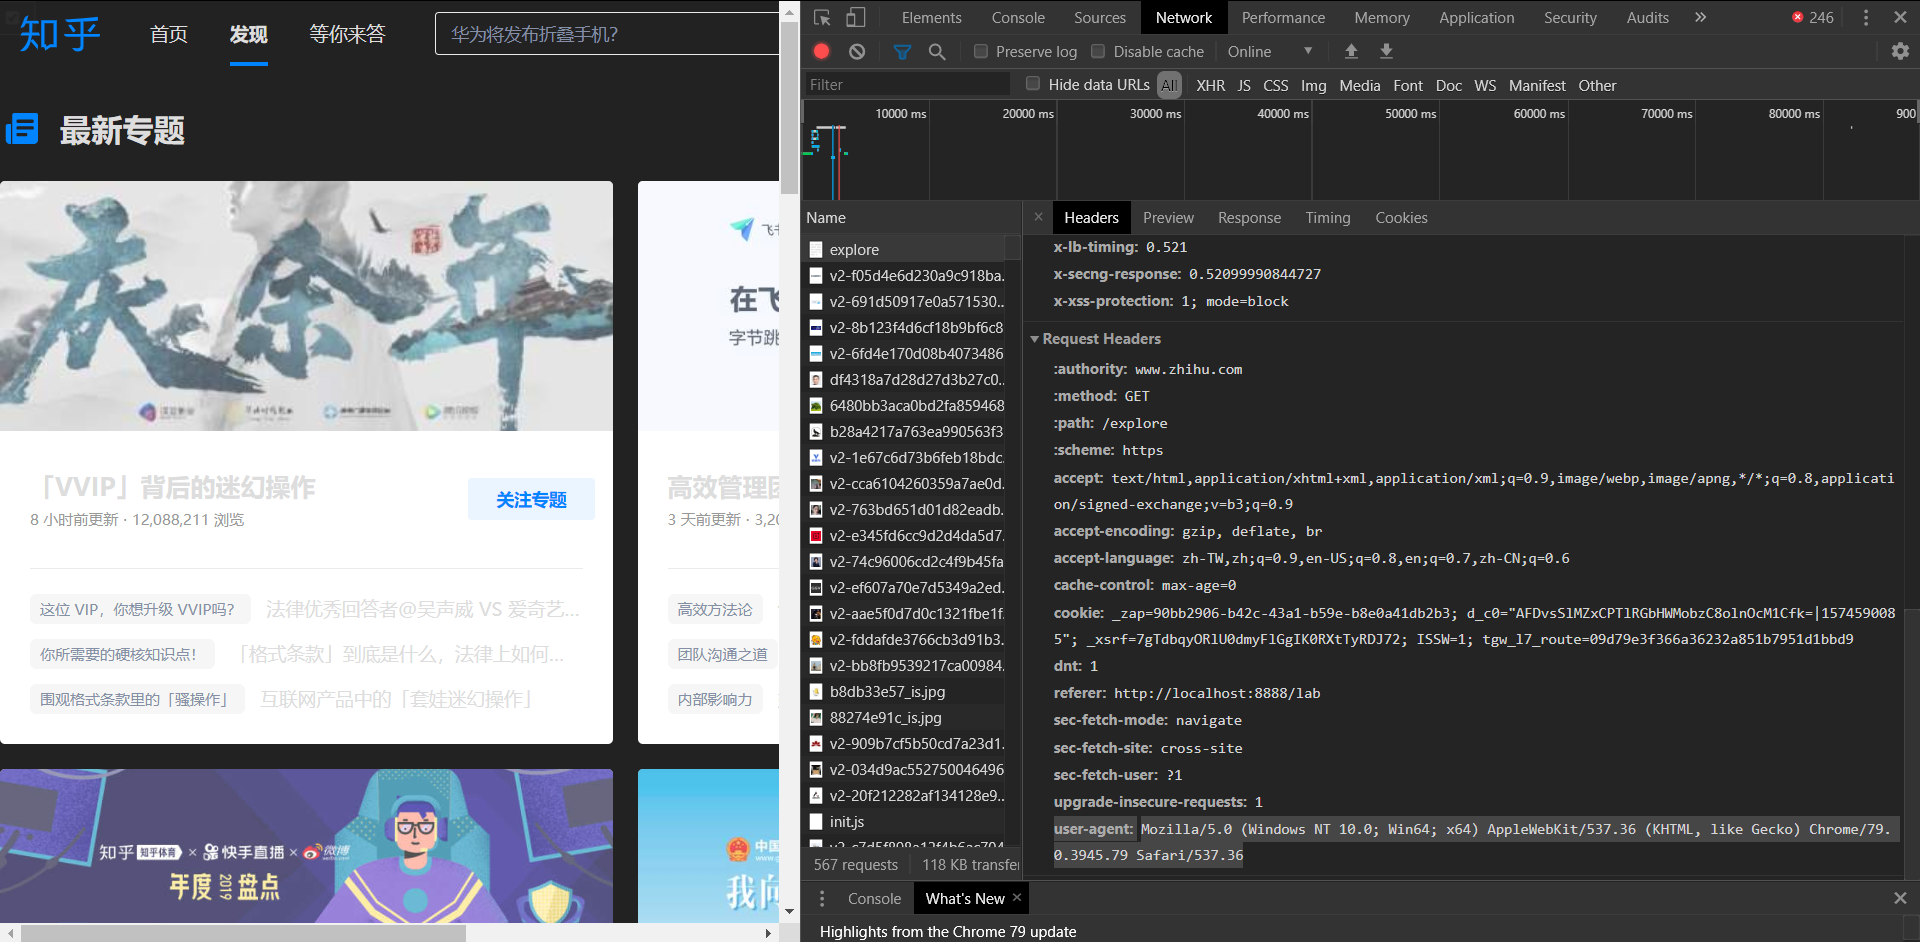 知乎
首页
发现
等你来答
华为将发布折叠手机?
最新专题
庆余年
「VVIP」背后的迷幻操作
8 小时前更新 · 12,088,211 浏览
关注专题
这位 VIP，你想升级 VVIP吗？
法律优秀回答者@吴声威 VS 爱奇艺...
你所需要的硬核知识点！
「格式条款」到底是什么，法律上如何...
围观格式条款里的「骚操作」
互联网产品中的「套娃迷幻操作」
飞书
在飞
字节跳
高效管理团
3 天前更新 · 3,20
高效方法论
团队沟通之道
内部影响力
知乎 知乎体育 × 快手直播 × 微博
年度 2019 盘点
中国
我向
Elements
Console
Sources
Network
Performance
Memory
Application
Security
Audits
»
246
Preserve log
Disable cache
Online
Filter
Hide data URLs
All
XHR
JS
CSS
Img
Media
Font
Doc
WS
Manifest
Other
10000 ms
20000 ms
30000 ms
40000 ms
50000 ms
60000 ms
70000 ms
80000 ms
900
Name
explore
v2-f05d4e6d230a9c918ba.
v2-691d50917e0a571530..
v2-8b123f4d6cf18b9bf6c8
v2-6fd4e170d08b4073486
df4318a7d28d27d3b27c0..
6480bb3aca0bd2fa859468
b28a4217a763ea990563f3
v2-1e67c6d73b6feb18bdc.
v2-cca6104260359a7ae0d.
v2-763bd651d01d82eadb.
v2-e345fd6cc9d2d4da5d7.
v2-74c96006cd2c4f9b45fa
v2-ef607a70e7d5349a2ed.
v2-aae5f0d7d0c1321fbe1f.
v2-fddafde3766cb3d91b3.
v2-bb8fb9539217ca00984.
b8db33e57_is.jpg
88274e91c_is.jpg
v2-909b7cf5b50cd7a23d1.
v2-034d9ac552750046496
v2-20f212282af134128e9..
init.js
567 requests
118 KB transfer
Headers
Preview
Response
Timing
Cookies
x-lb-timing: 0.521
x-secng-response: 0.52099990844727
x-xss-protection: 1; mode=block
Request Headers
:authority: www.zhihu.com
:method: GET
:path: /explore
:scheme: https
accept: text/html,application/xhtml+xml,application/xml;q=0.9,image/webp,image/apng,*/*;q=0.8,applicati
on/signed-exchange;v=b3;q=0.9
accept-encoding: gzip, deflate, br
accept-language: zh-TW,zh;q=0.9,en-US;q=0.8,en;q=0.7,zh-CN;q=0.6
cache-control: max-age=0
cookie: _zap=90bb2906-b42c-43a1-b59e-b8e0a41db2b3; d_c0="AFDvsSlMZxCPTlRGbHWMobzC8olnOcM1Cfk=|157459008
5"; _xsrf=7gTdbqyORlU0dmyFlGgIK0RXtTyRDJ72; ISSW=1; tgw_l7_route=09d79e3f366a36232a851b7951d1bbd9
dnt: 1
referer: http://localhost:8888/lab
sec-fetch-mode: navigate
sec-fetch-site: cross-site
sec-fetch-user: ?1
upgrade-insecure-requests: 1
user-agent: Mozilla/5.0 (Windows NT 10.0; Win64; x64) AppleWebKit/537.36 (KHTML, like Gecko) Chrome/79.
0.3945.79 Safari/537.36
Console
What's New
Highlights from the Chrome 79 update